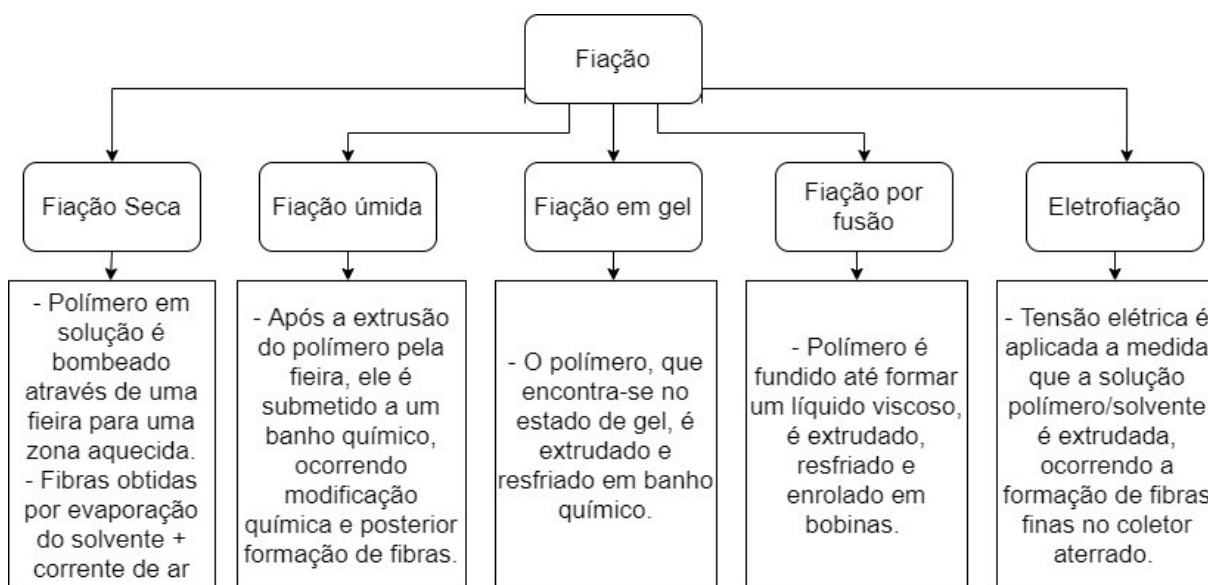 Fiação
Fiação Seca
Fiação úmida
Fiação em gel
Fiação por
fusão
Eletrofiação
- Polímero em
solução é
bombeado
através de uma
fieira para uma
zona aquecida.
- Fibras obtidas
por evaporação
do solvente +
corrente de ar
- Após a extrusão
do polímero pela
fieira, ele é
submetido a um
banho químico,
ocorrendo
modificação
química e posterior
formação de fibras.
- O polímero, que
encontra-se no
estado de gel, é
extrudado e
resfriado em banho
químico.
- Polímero é
fundido até formar
um líquido viscoso,
é extrudado,
resfriado e
enrolado em
bobinas.
- Tensão elétrica é
aplicada a medida
que a solução
polímero/solvente
é extrudada,
ocorrendo a
formação de fibras
finas no coletor
aterrado.